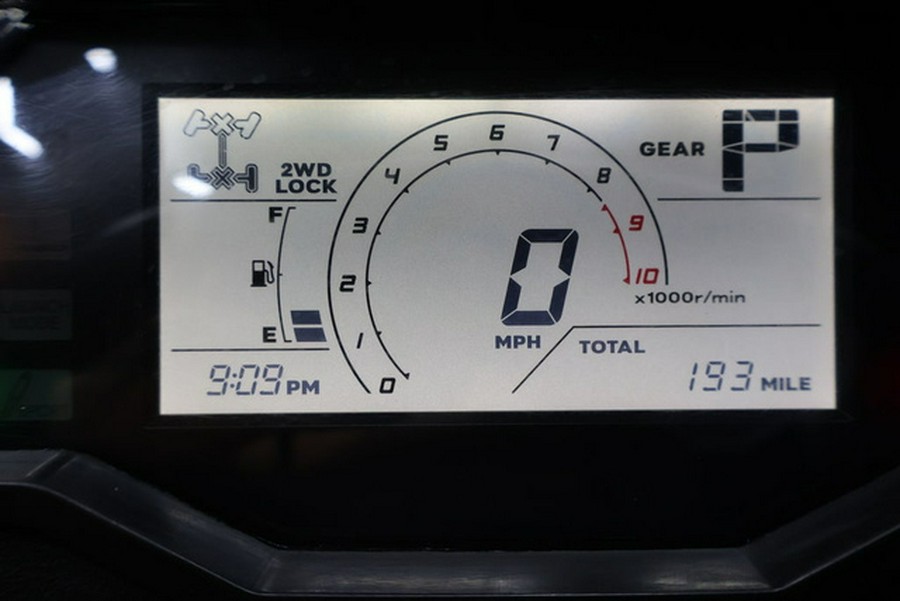 2WD
LOCK
F
E
9:09 PM
0
1
2
3
4
5
6
7
8
9
10
x1000r/min
0
MPH
GEAR P
TOTAL
193 MILE